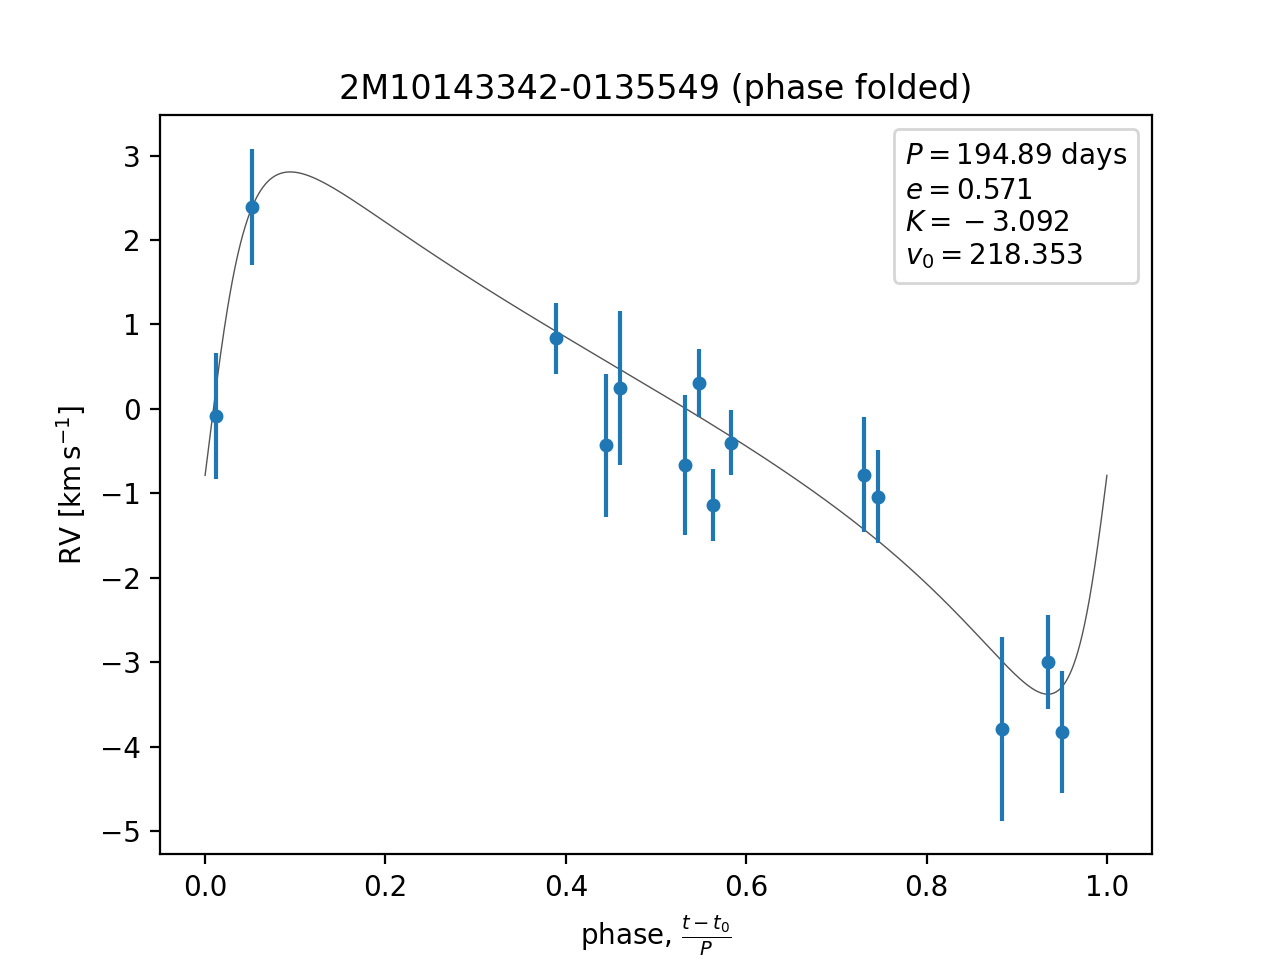 2M10143342-0135549 (phase folded)
P = 194.89 days
e = 0.571
K = −3.092
v₀ = 218.353
RV [km s⁻¹]
3
2
1
0
−1
−2
−3
−4
−5
0.0 0.2 0.4 0.6 0.8 1.0
phase, (t − t₀)/P